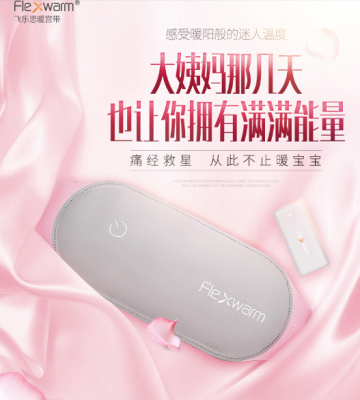 Flexwarm®
飞乐思暖宫带
感受暖阳般的迷人温度
大姨妈那几天
也让你拥有满满能量
痛经救星 从此不止暖宝宝
Flexwarm